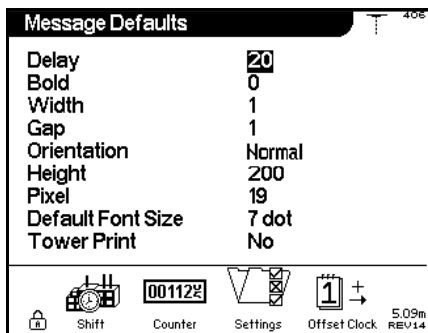 Message Defaults
406
Delay 20
Bold 0
Width 1
Gap 1
Orientation Normal
Height 200
Pixel 19
Default Font Size 7 dot
Tower Print No
Shift
00112
Counter
Settings
1
Offset Clock
5.09m
REV14